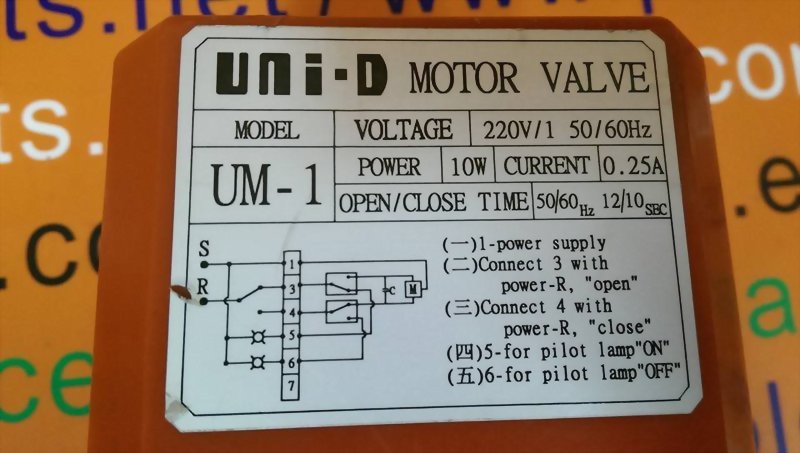 uni-D MOTOR VALVE
MODEL VOLTAGE 220V/1 50/60Hz
UM-1 POWER 10W CURRENT 0.25A
OPEN/CLOSE TIME 50/60Hz 12/10SEC
S
R
1
3
4
5
6
7
C
M
(一)1-power supply
(二)Connect 3 with
power-R, "open"
(三)Connect 4 with
power-R, "close"
(四)5-for pilot lamp"ON"
(五)6-for pilot lamp"OFF"